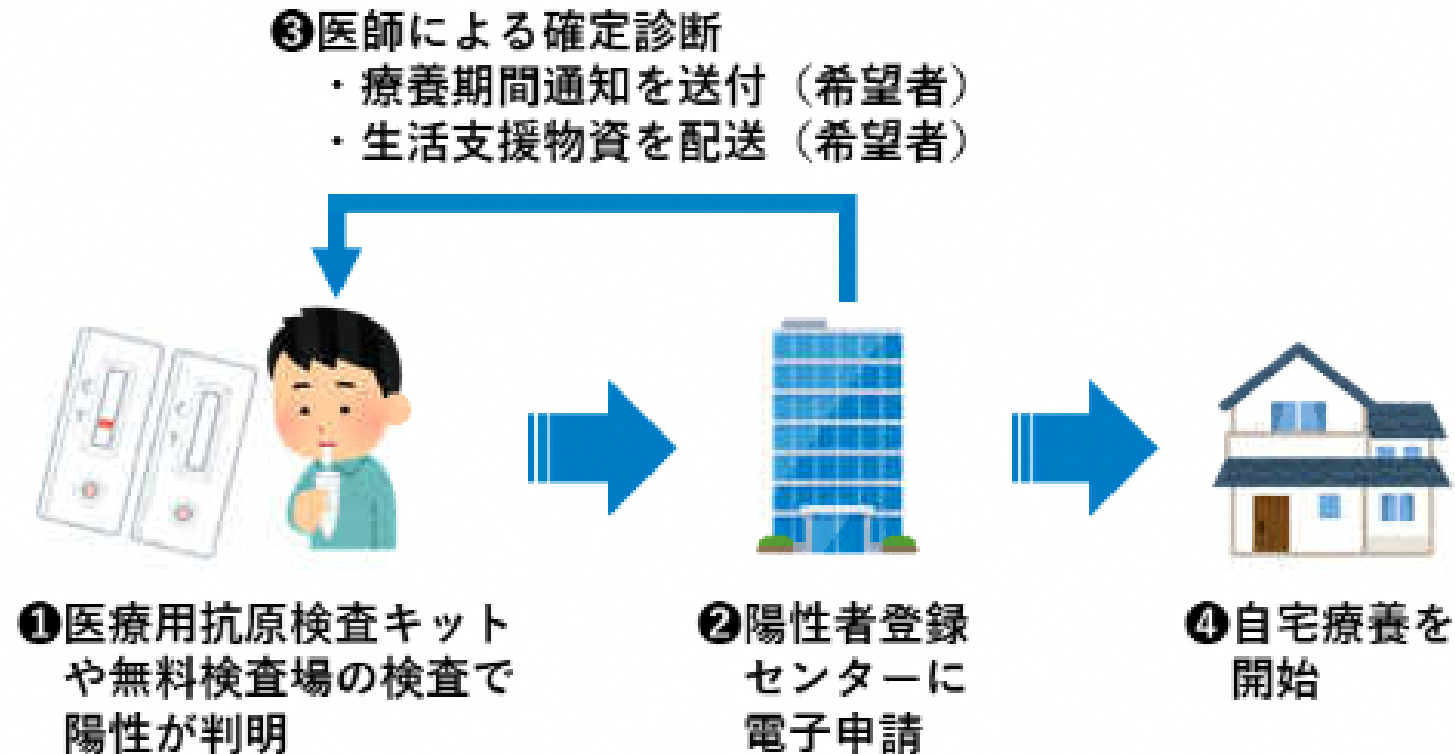 ❸医師による確定診断
・療養期間通知を送付（希望者）
・生活支援物資を配送（希望者）
❶医療用抗原検査キット
や無料検査場の検査で
陽性が判明
❷陽性者登録
センターに
電子申請
❹自宅療養を
開始